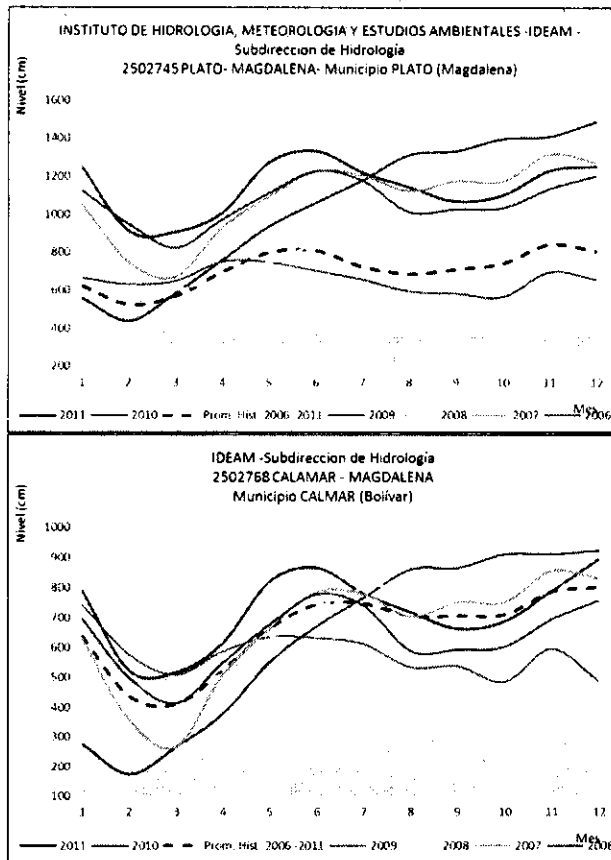 INSTITUTO DE HIDROLOGIA, METEOROLOGIA Y ESTUDIOS AMBIENTALES -IDEAM -
Subdireccion de Hidrología
2502745 PLATO- MAGDALENA- Municipio PLATO (Magdalena)
Nivel (cm)
1600
1400
1200
1000
800
600
400
200
1 2 3 4 5 6 7 8 9 10 11 12
Mes
2011 2010 Prom. Hist. 2006 -2011 2009 2008 2007 2006
IDEAM -Subdireccion de Hidrología
2502768 CALAMAR - MAGDALENA
Municipio CALMAR (Bolívar)
Nivel (cm)
1000
900
800
700
600
500
400
300
200
100
1 2 3 4 5 6 7 8 9 10 11 12
Mes
2011 2010 Prom. Hist. 2006 -2011 2009 2008 2007 2006